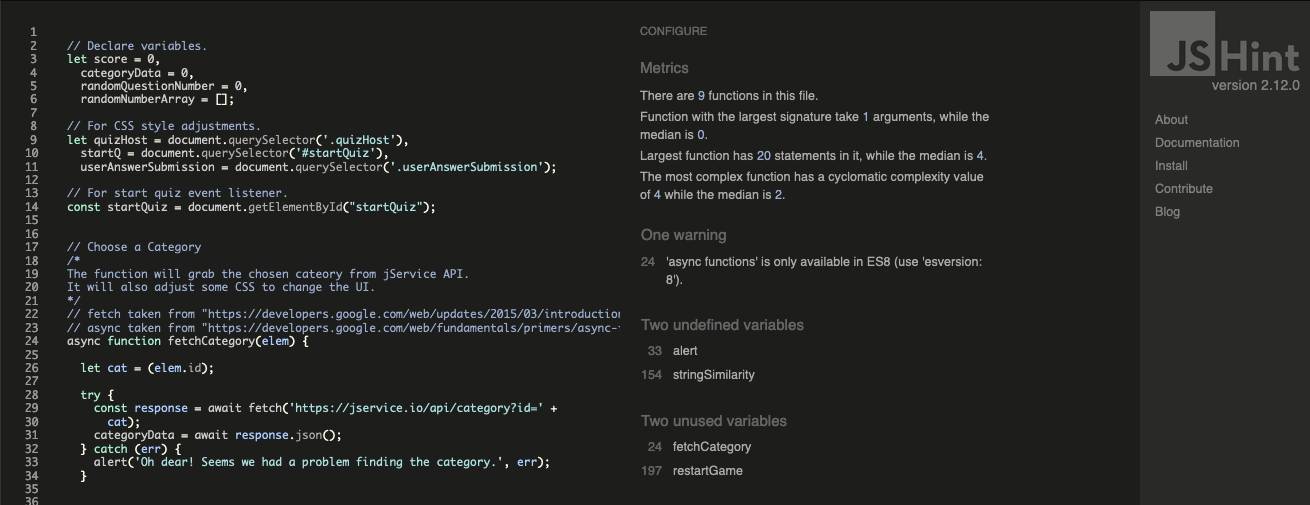 1
2 // Declare variables.
3 let score = 0,
4 categoryData = 0,
5 randomQuestionNumber = 0,
6 randomNumberArray = [];
7
8 // For CSS style adjustments.
9 let quizHost = document.querySelector('.quizHost'),
10 startQ = document.querySelector('#startQuiz'),
11 userAnswerSubmission = document.querySelector('.userAnswerSubmission');
12
13 // For start quiz event listener.
14 const startQuiz = document.getElementById("startQuiz");
15
16
17 // Choose a Category
18 /*
19 The function will grab the chosen cateory from jService API.
20 It will also adjust some CSS to change the UI.
21 */
22 // fetch taken from "https://developers.google.com/web/updates/2015/03/introduction
23 // async taken from "https://developers.google.com/web/fundamentals/primers/async-
24 async function fetchCategory(elem) {
25
26 let cat = (elem.id);
27
28 try {
29 const response = await fetch('https://jservice.io/api/category?id=' +
30 cat);
31 categoryData = await response.json();
32 } catch (err) {
33 alert('Oh dear! Seems we had a problem finding the category.', err);
34 }
35
36
CONFIGURE
Metrics
There are 9 functions in this file.
Function with the largest signature take 1 arguments, while the
median is 0.
Largest function has 20 statements in it, while the median is 4.
The most complex function has a cyclomatic complexity value
of 4 while the median is 2.
One warning
24 'async functions' is only available in ES8 (use 'esversion:
8').
Two undefined variables
33 alert
154 stringSimilarity
Two unused variables
24 fetchCategory
197 restartGame
JSHint
version 2.12.0
About
Documentation
Install
Contribute
Blog